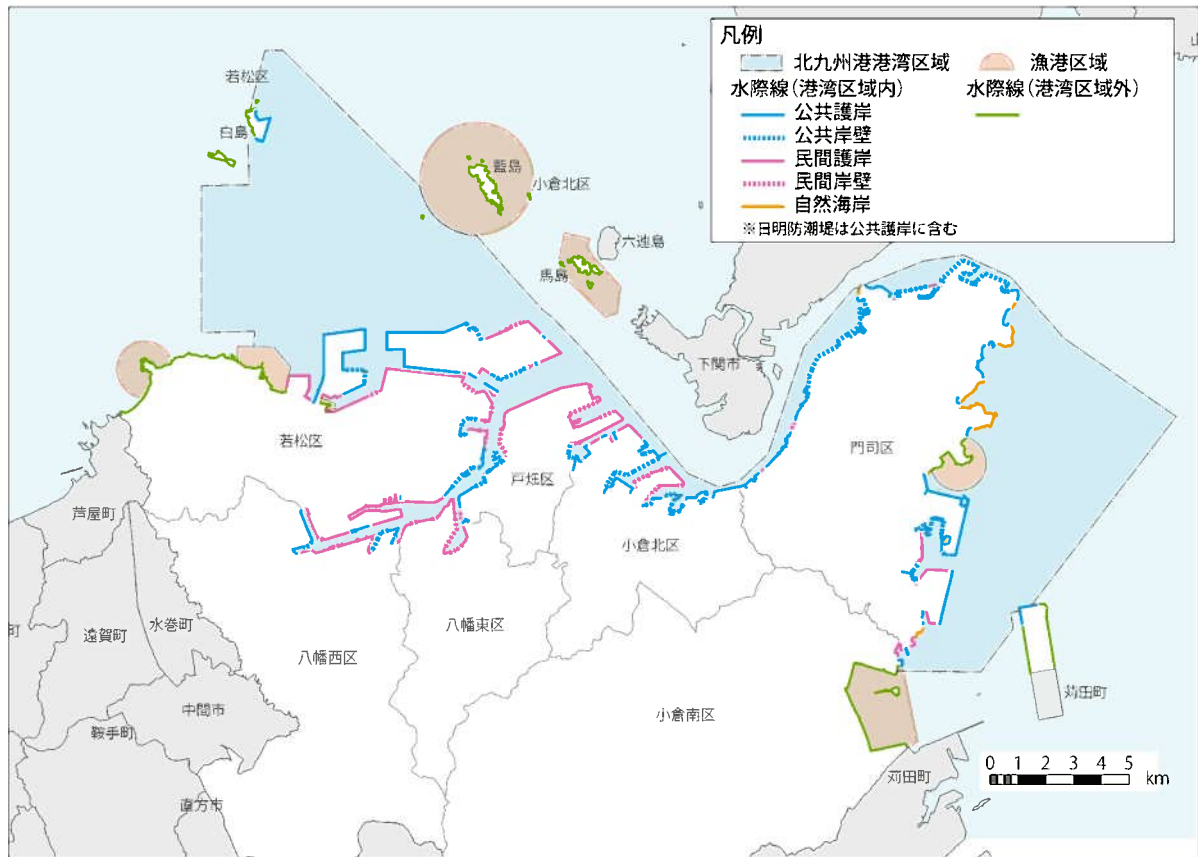 凡例
北九州港港湾区域
漁港区域
水際線(港湾区域内)
水際線(港湾区域外)
公共護岸
公共岸壁
民間護岸
民間岸壁
自然海岸
※日明防潮堤は公共護岸に含む
山
若松区
白島
藍島
小倉北区
六連島
馬島
下関市
若松区
戸畑区
門司区
芦屋町
小倉北区
町
遠賀町
水巻町
八幡東区
八幡西区
中間市
小倉南区
苅田町
鞍手町
直方市
苅田町
0 1 2 3 4 5
km